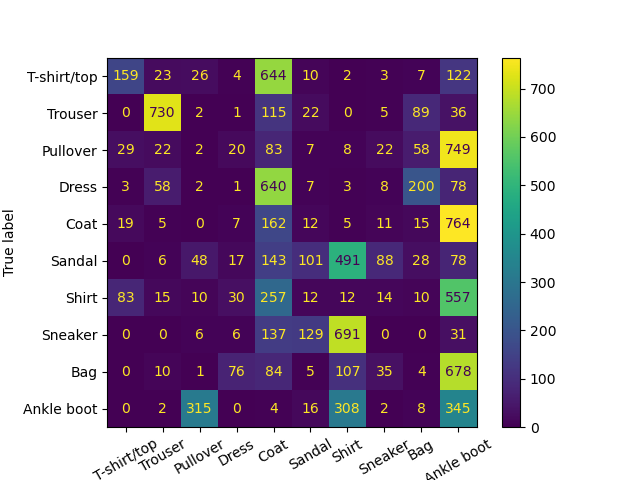 T-shirt/top 159 23 26 4 644 10 2 3 7 122
Trouser 0 730 2 1 115 22 0 5 89 36
Pullover 29 22 2 20 83 7 8 22 58 749
Dress 3 58 2 1 640 7 3 8 200 78
Coat 19 5 0 7 162 12 5 11 15 764
Sandal 0 6 48 17 143 101 491 88 28 78
Shirt 83 15 10 30 257 12 12 14 10 557
Sneaker 0 0 6 6 137 129 691 0 0 31
Bag 0 10 1 76 84 5 107 35 4 678
Ankle boot 0 2 315 0 4 16 308 2 8 345
T-shirt/top Trouser Pullover Dress Coat Sandal Shirt Sneaker Bag Ankle boot
True label
700
600
500
400
300
200
100
0